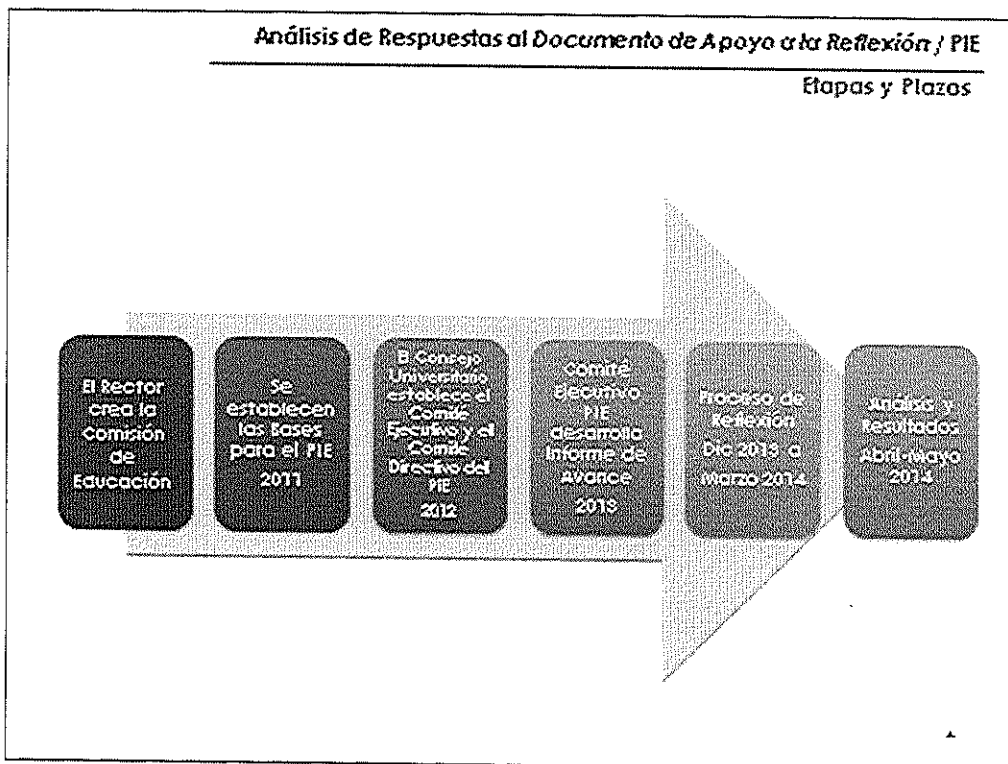 Análisis de Respuestas al Documento de Apoyo a la Reflexión / PIE
Etapas y Plazos
El Rector
crea la
Comisión
de
Educación
Se
establecen
las Bases
para el PIE
2011
El Consejo
Universitario
establece el
Comité
Ejecutivo y el
Comité
Directivo del
PIE
2012
Comité
Ejecutivo
PIE
desarrolla
Informe de
Avance
2013
Proceso de
Reflexión
Dic 2013 a
Marzo 2014
Análisis y
Resultados
Abril-Mayo
2014